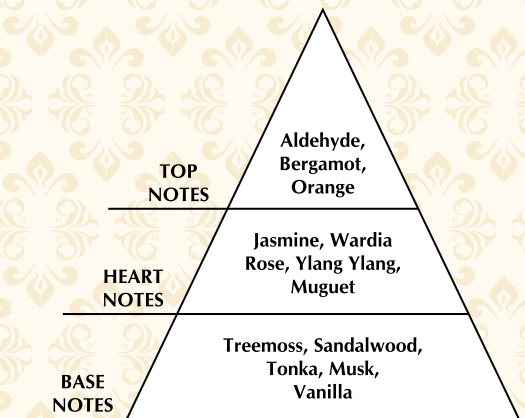 Aldehyde,
Bergamot,
Orange
TOP
NOTES
Jasmine, Wardia
Rose, Ylang Ylang,
Muguet
HEART
NOTES
Treemoss, Sandalwood,
Tonka, Musk,
Vanilla
BASE
NOTES